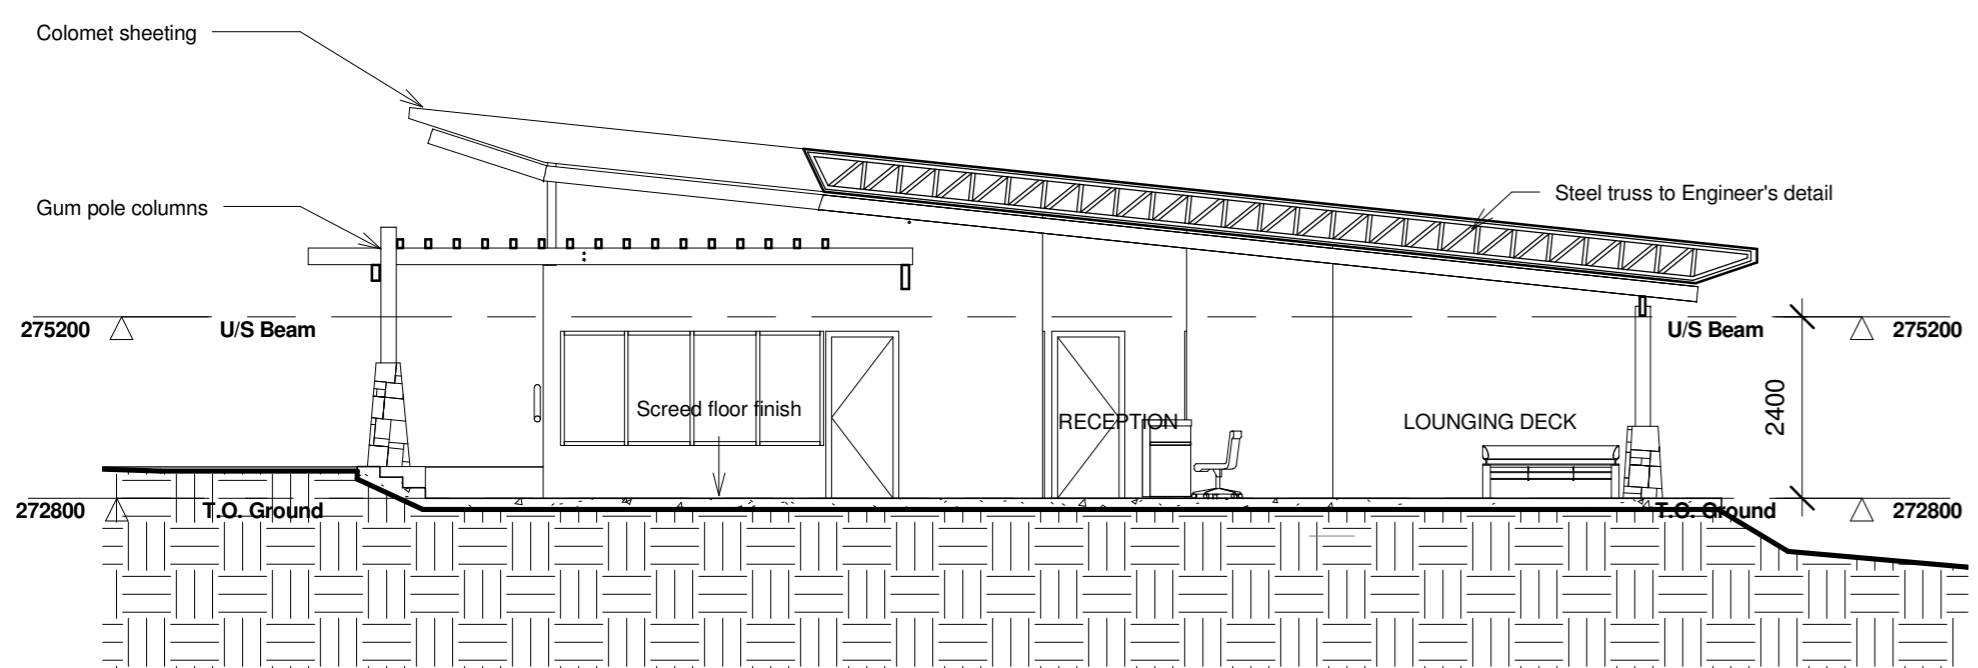 Colomet sheeting
Steel truss to Engineer's detail
Gum pole columns
275200 U/S Beam U/S Beam 275200
2400
Screed floor finish
RECEPTION LOUNGING DECK
272800 T.O. Ground T.O. Ground 272800